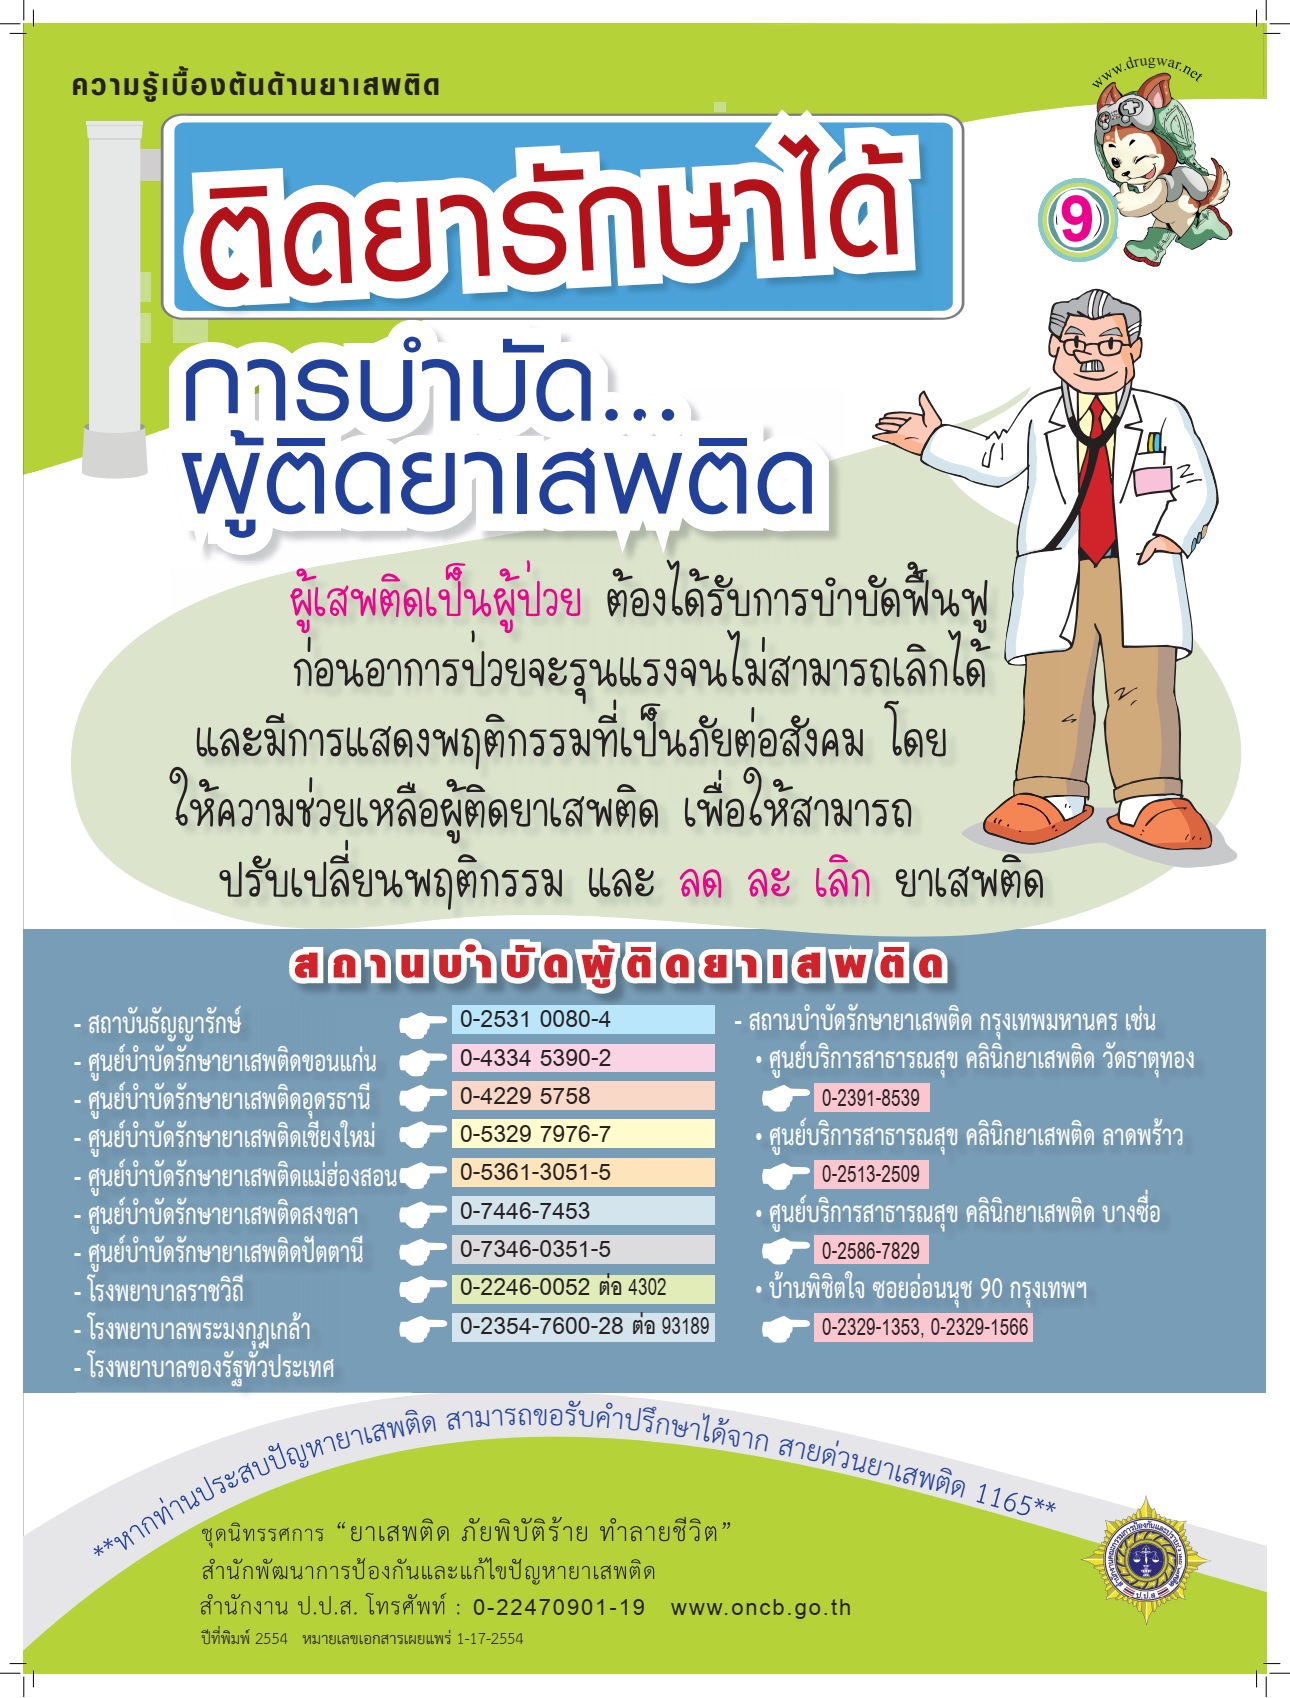 ความรู้เบื้องต้นด้านยาเสพติด
www.drugwar.net
ติดยารักษาได้
9
การบำบัด...
ผู้ติดยาเสพติด
ผู้เสพติดเป็นผู้ป่วย ต้องได้รับการบำบัดฟื้นฟู
ก่อนอาการป่วยจะรุนแรงจนไม่สามารถเลิกได้
และมีการแสดงพฤติกรรมที่เป็นภัยต่อสังคม โดย
ให้ความช่วยเหลือผู้ติดยาเสพติด เพื่อให้สามารถ
ปรับเปลี่ยนพฤติกรรม และ ลด ละ เลิก ยาเสพติด
สถานบำบัดผู้ติดยาเสพติด
- สถาบันธัญญารักษ์ 0-2531 0080-4
- ศูนย์บำบัดรักษายาเสพติดขอนแก่น 0-4334 5390-2
- ศูนย์บำบัดรักษายาเสพติดอุดรธานี 0-4229 5758
- ศูนย์บำบัดรักษายาเสพติดเชียงใหม่ 0-5329 7976-7
- ศูนย์บำบัดรักษายาเสพติดแม่ฮ่องสอน 0-5361-3051-5
- ศูนย์บำบัดรักษายาเสพติดสงขลา 0-7446-7453
- ศูนย์บำบัดรักษายาเสพติดปัตตานี 0-7346-0351-5
- โรงพยาบาลราชวิถี 0-2246-0052 ต่อ 4302
- โรงพยาบาลพระมงกุฎเกล้า 0-2354-7600-28 ต่อ 93189
- โรงพยาบาลของรัฐทั่วประเทศ
- สถานบำบัดรักษายาเสพติด กรุงเทพมหานคร เช่น
• ศูนย์บริการสาธารณสุข คลินิกยาเสพติด วัดธาตุทอง
0-2391-8539
• ศูนย์บริการสาธารณสุข คลินิกยาเสพติด ลาดพร้าว
0-2513-2509
• ศูนย์บริการสาธารณสุข คลินิกยาเสพติด บางซื่อ
0-2586-7829
• บ้านพิชิตใจ ซอยอ่อนนุช 90 กรุงเทพฯ
0-2329-1353, 0-2329-1566
**หากท่านประสบปัญหายาเสพติด สามารถขอรับคำปรึกษาได้จาก สายด่วนยาเสพติด 1165**
ชุดนิทรรศการ “ยาเสพติด ภัยพิบัติร้าย ทำลายชีวิต”
สำนักพัฒนาการป้องกันและแก้ไขปัญหายาเสพติด
สำนักงาน ป.ป.ส. โทรศัพท์ : 0-22470901-19 www.oncb.go.th
ปีที่พิมพ์ 2554 หมายเลขเอกสารเผยแพร่ 1-17-2554
ป.ป.ส